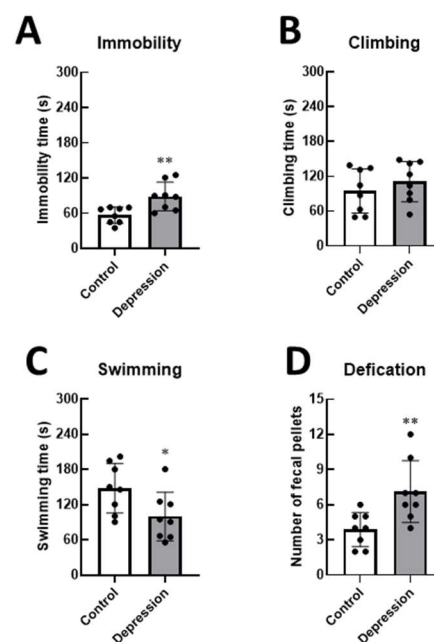 A
Immobility
Immobility time (s)
300
240
180
120
60
0
**
Control
Depression
B
Climbing
Climbing time (s)
300
240
180
120
60
0
Control
Depression
C
Swimming
Swimming time (s)
300
240
180
120
60
0
*
Control
Depression
D
Defication
Number of fecal pellets
15
12
9
6
3
0
**
Control
Depression